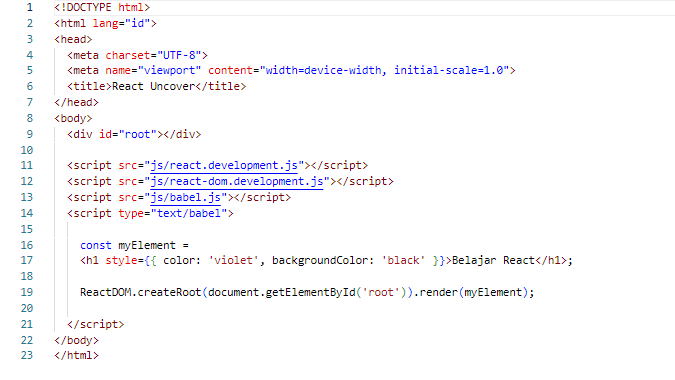 1 <!DOCTYPE html>
2 <html lang="id">
3 <head>
4 <meta charset="UTF-8">
5 <meta name="viewport" content="width=device-width, initial-scale=1.0">
6 <title>React Uncover</title>
7 </head>
8 <body>
9 <div id="root"></div>
10
11 <script src="js/react.development.js"></script>
12 <script src="js/react-dom.development.js"></script>
13 <script src="js/babel.js"></script>
14 <script type="text/babel">
15
16 const myElement =
17 <h1 style={{ color: 'violet', backgroundColor: 'black' }}>Belajar React</h1>;
18
19 ReactDOM.createRoot(document.getElementById('root')).render(myElement);
20
21 </script>
22 </body>
23 </html>